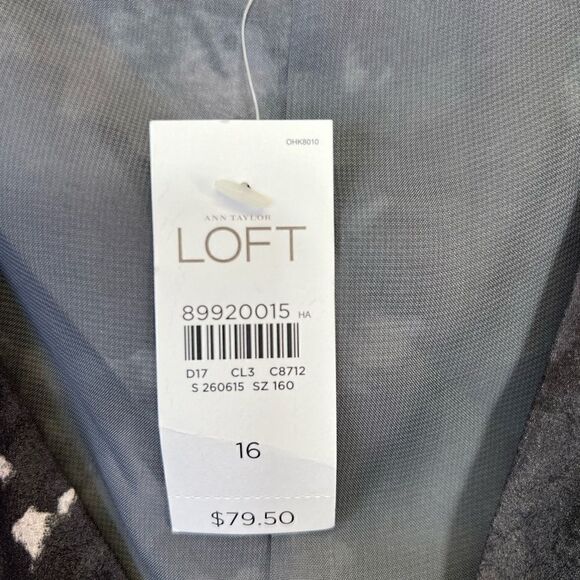 OHK8010
ANN TAYLOR
LOFT
89920015 HA
D17 CL3 C8712
S 260615 SZ 160
16
$79.50